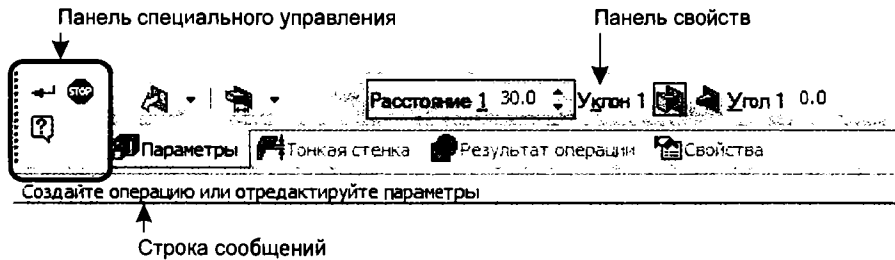 Панель специального управления
Панель свойств
STOP
Расстояние 1 30.0 Уклон 1 Угол 1 0.0
?
Параметры Тонкая стенка Результат операции Свойства
Создайте операцию или отредактируйте параметры
Строка сообщений